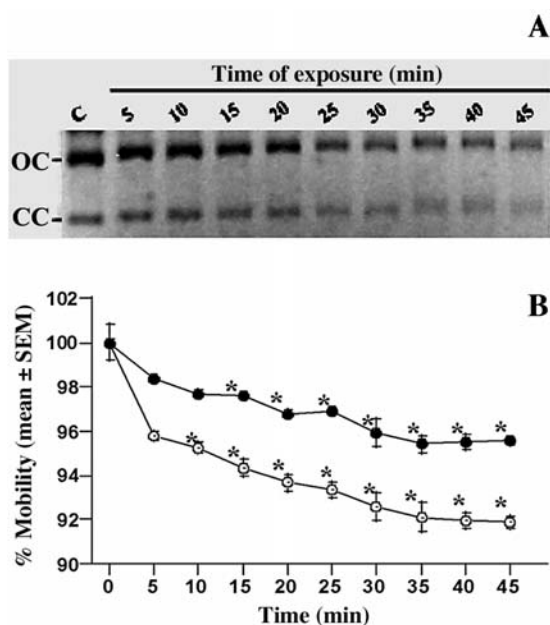 A
Time of exposure (min)
C 5 10 15 20 25 30 35 40 45
OC
CC
B
102
100
98
96
94
92
90
% Mobility (mean ± SEM)
* * * * * * *
* * * * * * * *
0 5 10 15 20 25 30 35 40 45
Time (min)